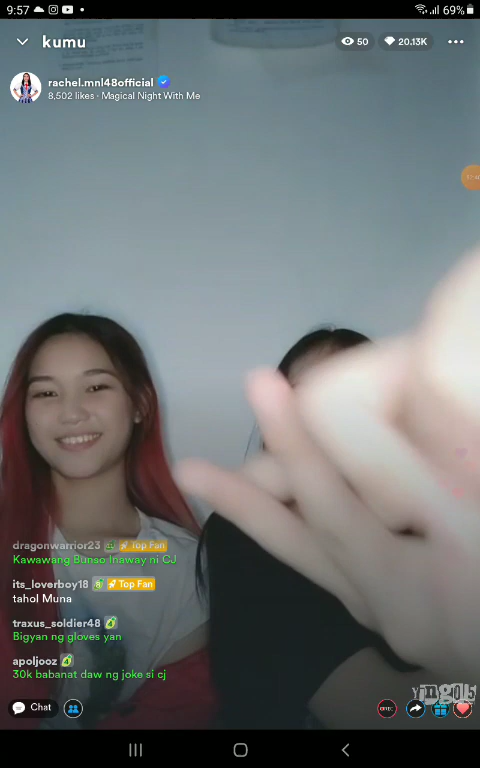 9:57
69%
kumu
50
20.13K
rachel.mnl48official
8,502 likes · Magical Night With Me
dragonwarrior23 Top Fan
Kawawang Bunso Inaway ni CJ
its_loverboy18 8 Top Fan
tahol Muna
traxus_soldier48
Bigyan ng gloves yan
apoljooz 4
30k babanat daw ng joke si cj
Chat